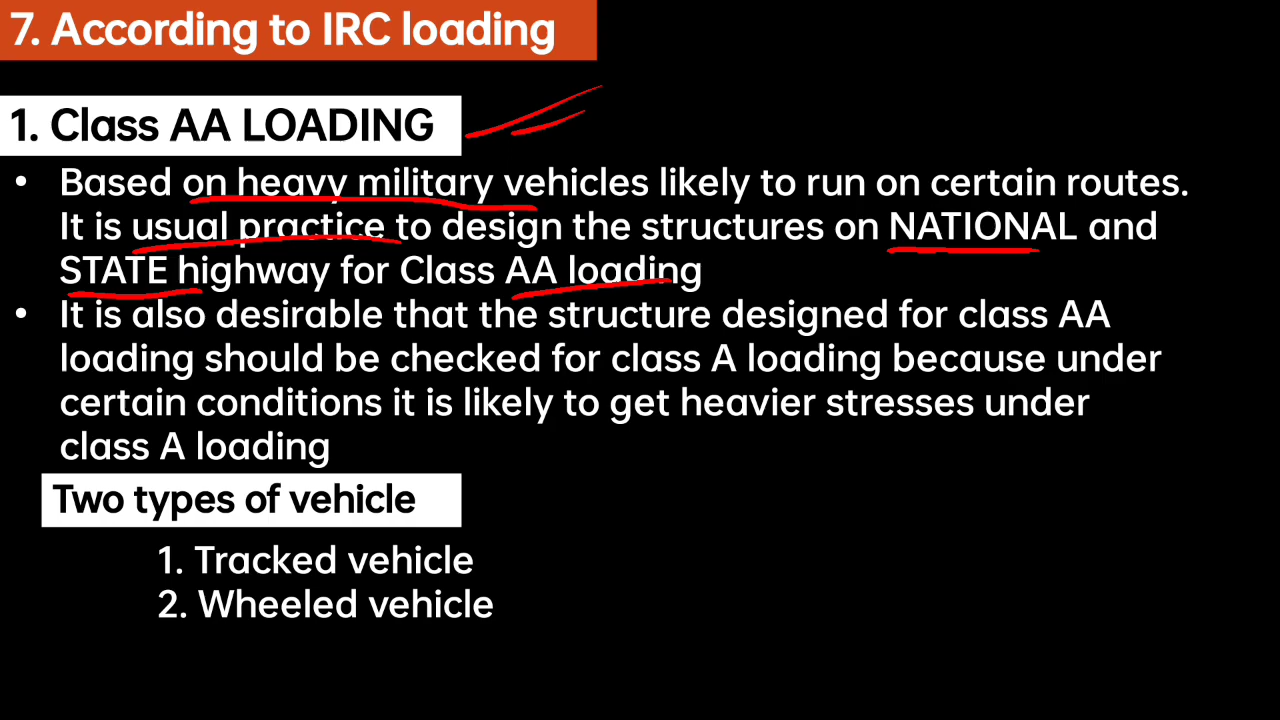 7. According to IRC loading
1. Class AA LOADING
• Based on heavy military vehicles likely to run on certain routes.
It is usual practice to design the structures on NATIONAL and
STATE highway for Class AA loading
• It is also desirable that the structure designed for class AA
loading should be checked for class A loading because under
certain conditions it is likely to get heavier stresses under
class A loading
Two types of vehicle
1. Tracked vehicle
2. Wheeled vehicle